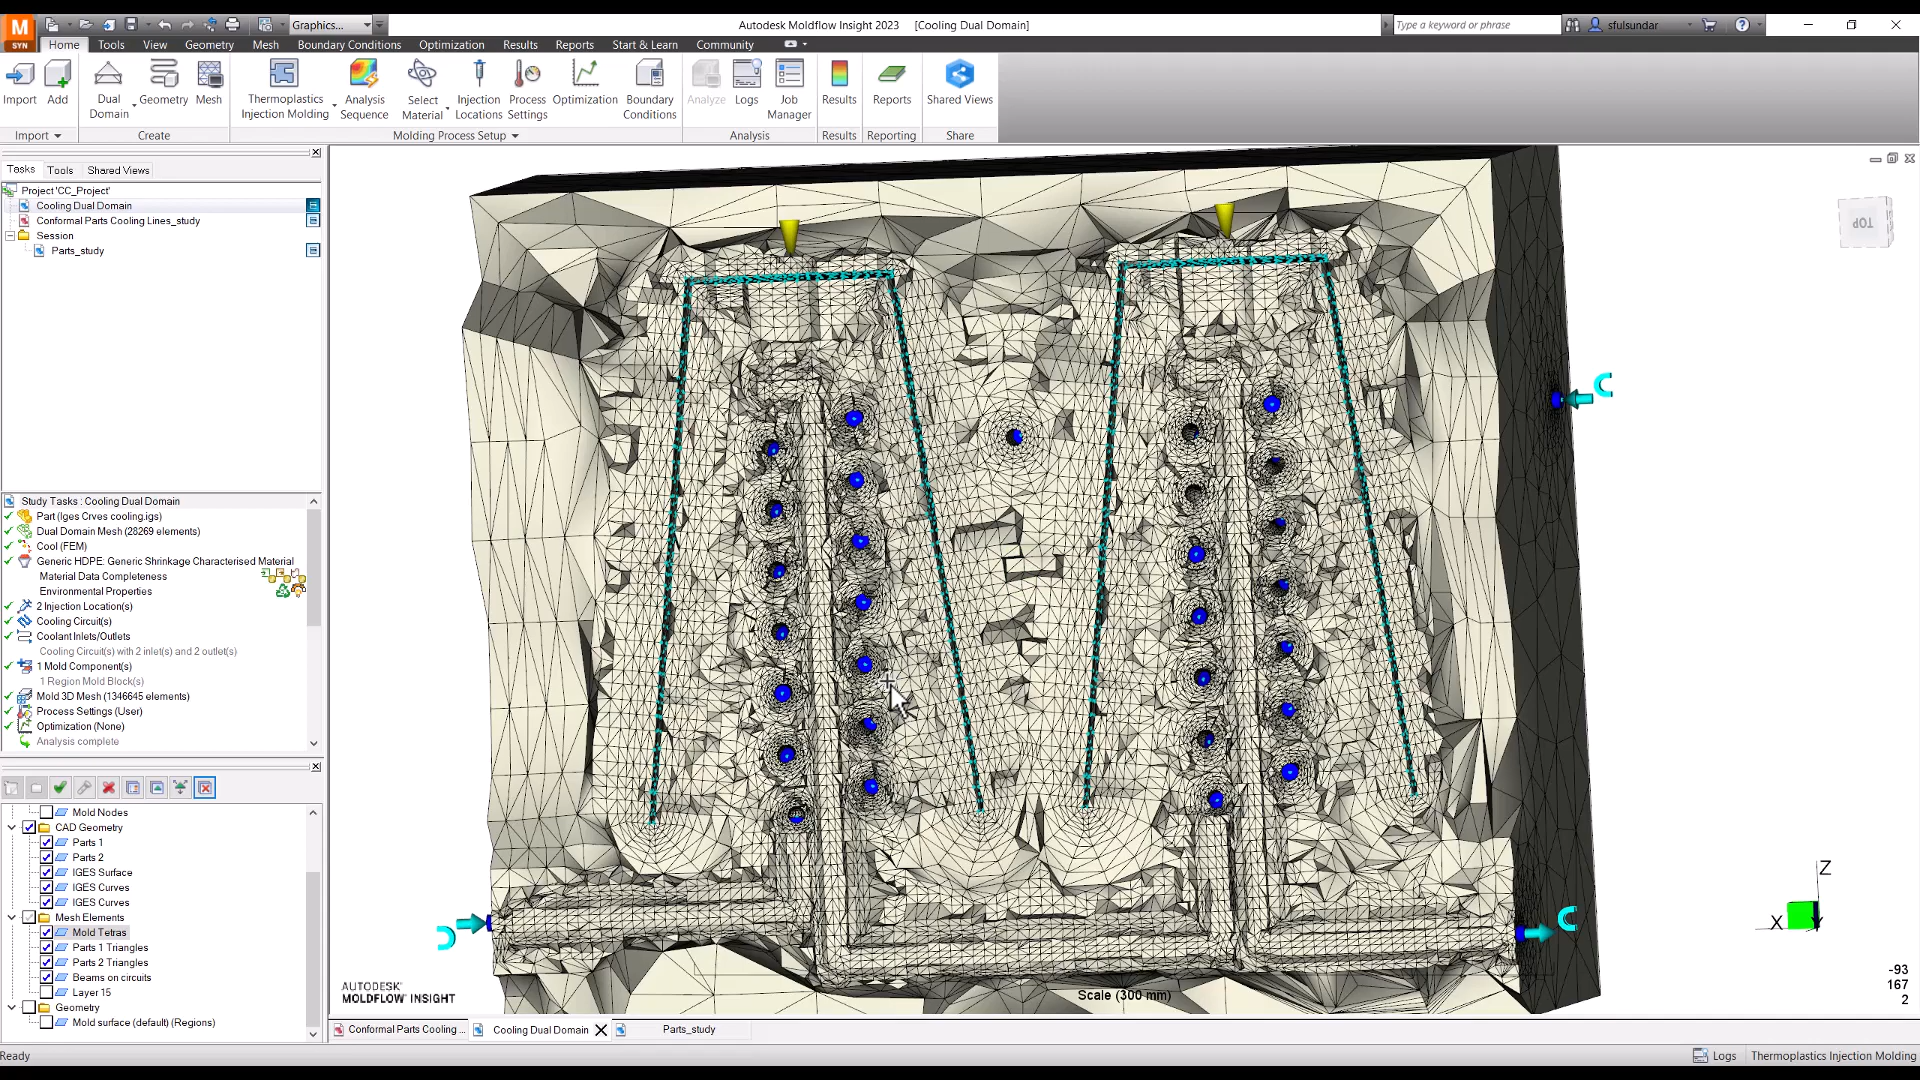 M
SYN
Graphics...
Autodesk Moldflow Insight 2023 [Cooling Dual Domain]
Type a keyword or phrase
sfulsundar
Home Tools View Geometry Mesh Boundary Conditions Optimization Results Reports Start & Learn Community
Import
Add
Dual
Domain
Geometry
Mesh
Thermoplastics
Injection Molding
Analysis
Sequence
Select
Material
Injection
Locations
Process
Settings
Optimization
Boundary
Conditions
Analyze
Logs
Job
Manager
Results
Reports
Shared Views
Import
Create
Molding Process Setup
Analysis
Results
Reporting
Share
Tasks Tools Shared Views
Project 'CC_Project'
Cooling Dual Domain
Conformal Parts Cooling Lines_study
Session
Parts_study
Study Tasks : Cooling Dual Domain
Part (Iges Crves cooling.igs)
Dual Domain Mesh (28269 elements)
Cool (FEM)
Generic HDPE: Generic Shrinkage Characterised Material
Material Data Completeness
Environmental Properties
2 Injection Location(s)
Cooling Circuit(s)
Coolant Inlets/Outlets
Cooling Circuit(s) with 2 inlet(s) and 2 outlet(s)
1 Mold Component(s)
1 Region Mold Block(s)
Mold 3D Mesh (1346645 elements)
Process Settings (User)
Optimization (None)
Analysis complete
Mold Nodes
CAD Geometry
Parts 1
Parts 2
IGES Surface
IGES Curves
IGES Curves
Mesh Elements
Mold Tetras
Parts 1 Triangles
Parts 2 Triangles
Beams on circuits
Layer 15
Geometry
Mold surface (default) (Regions)
TOP
Z
X
-93
167
2
AUTODESK
MOLDFLOW INSIGHT
Scale (300 mm)
Conformal Parts Cooling ...
Cooling Dual Domain
Parts_study
Ready
Logs
Thermoplastics Injection Molding